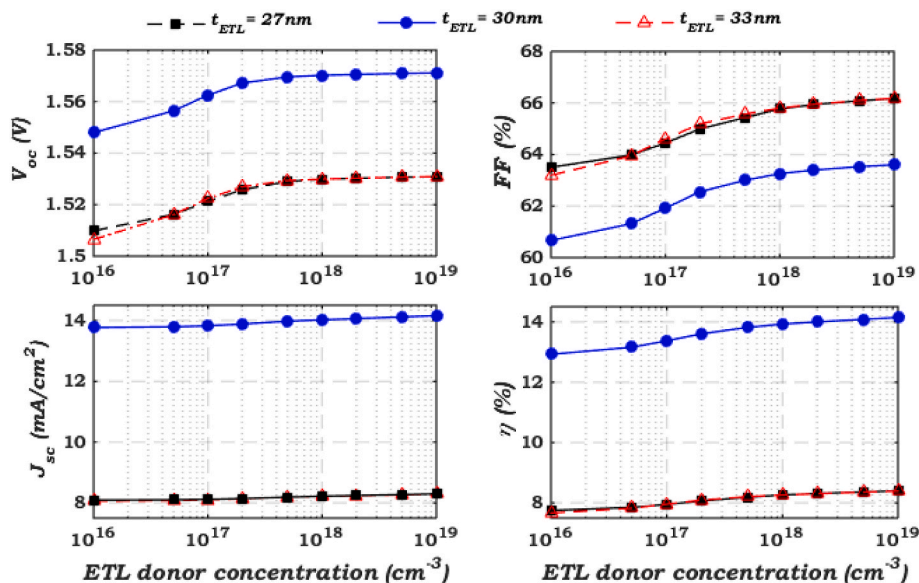 t_ETL = 27nm t_ETL = 30nm t_ETL = 33nm
V_oc (V)
1.58
1.56
1.54
1.52
1.5
10^16 10^17 10^18 10^19
FF (%)
68
66
64
62
60
10^16 10^17 10^18 10^19
J_sc (mA/cm^2)
14
12
10
8
10^16 10^17 10^18 10^19
ETL donor concentration (cm^-3)
η (%)
14
12
10
8
10^16 10^17 10^18 10^19
ETL donor concentration (cm^-3)